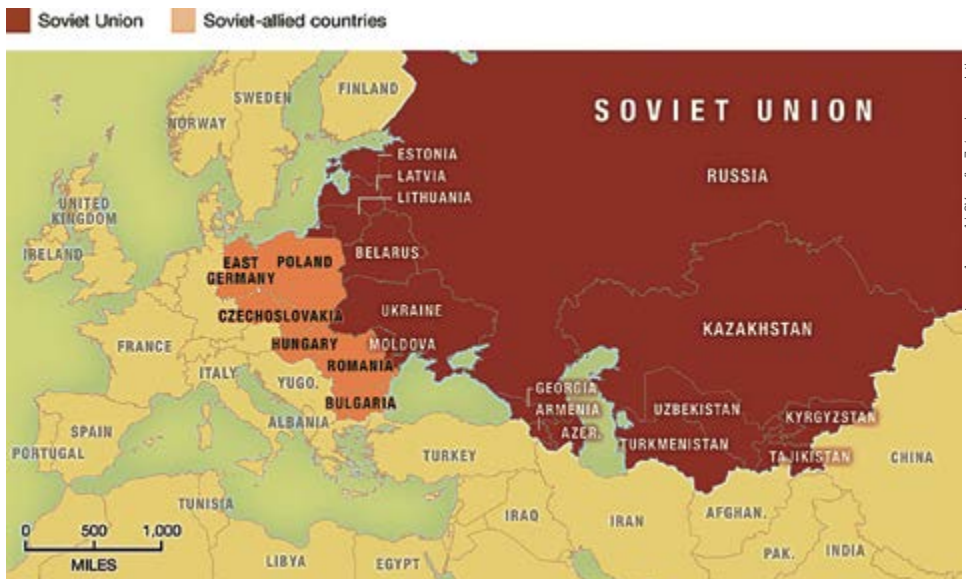 Soviet Union Soviet-allied countries
FINLAND
SWEDEN
NORWAY
SOVIET UNION
ESTONIA
LATVIA
RUSSIA
LITHUANIA
UNITED
KINGDOM
IRELAND
BELARUS
EAST
GERMANY
POLAND
UKRAINE
CZECHOSLOVAKIA
KAZAKHSTAN
FRANCE
HUNGARY
MOLDOVA
ROMANIA
ITALY
YUGO.
GEORGIA
BULGARIA
ARMENIA
UZBEKISTAN
KYRGYZSTAN
ALBANIA
SPAIN
AZER.
TURKMENISTAN
PORTUGAL
TURKEY
TAJIKISTAN
CHINA
TUNISIA
IRAQ
IRAN
AFGHAN.
0 500 1,000
MILES
LIBYA
EGYPT
PAK.
INDIA